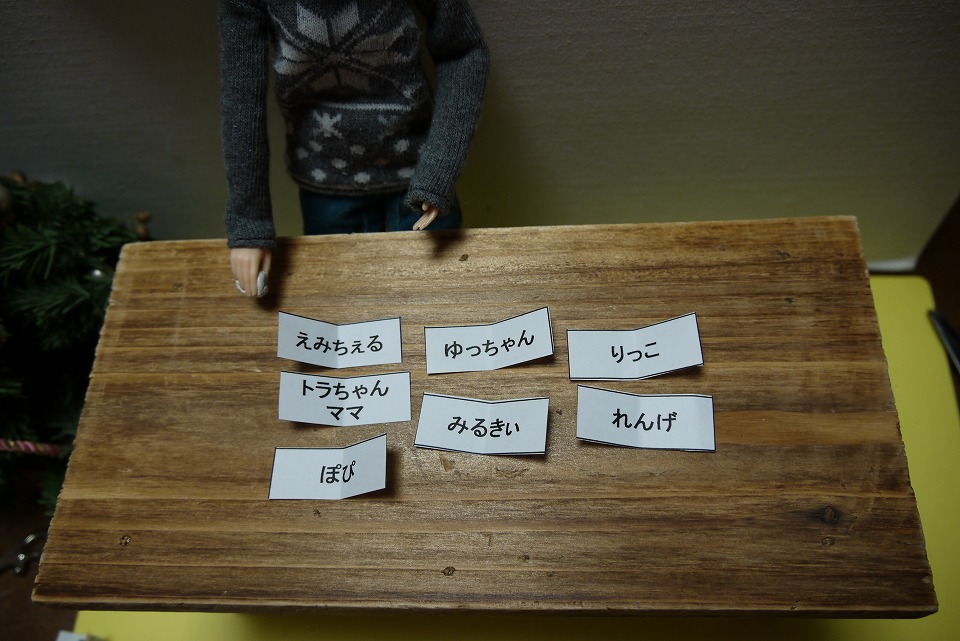 えみちぇる
ゆっちゃん
りっこ
トラちゃん
ママ
みるきぃ
れんげ
ぽぴ